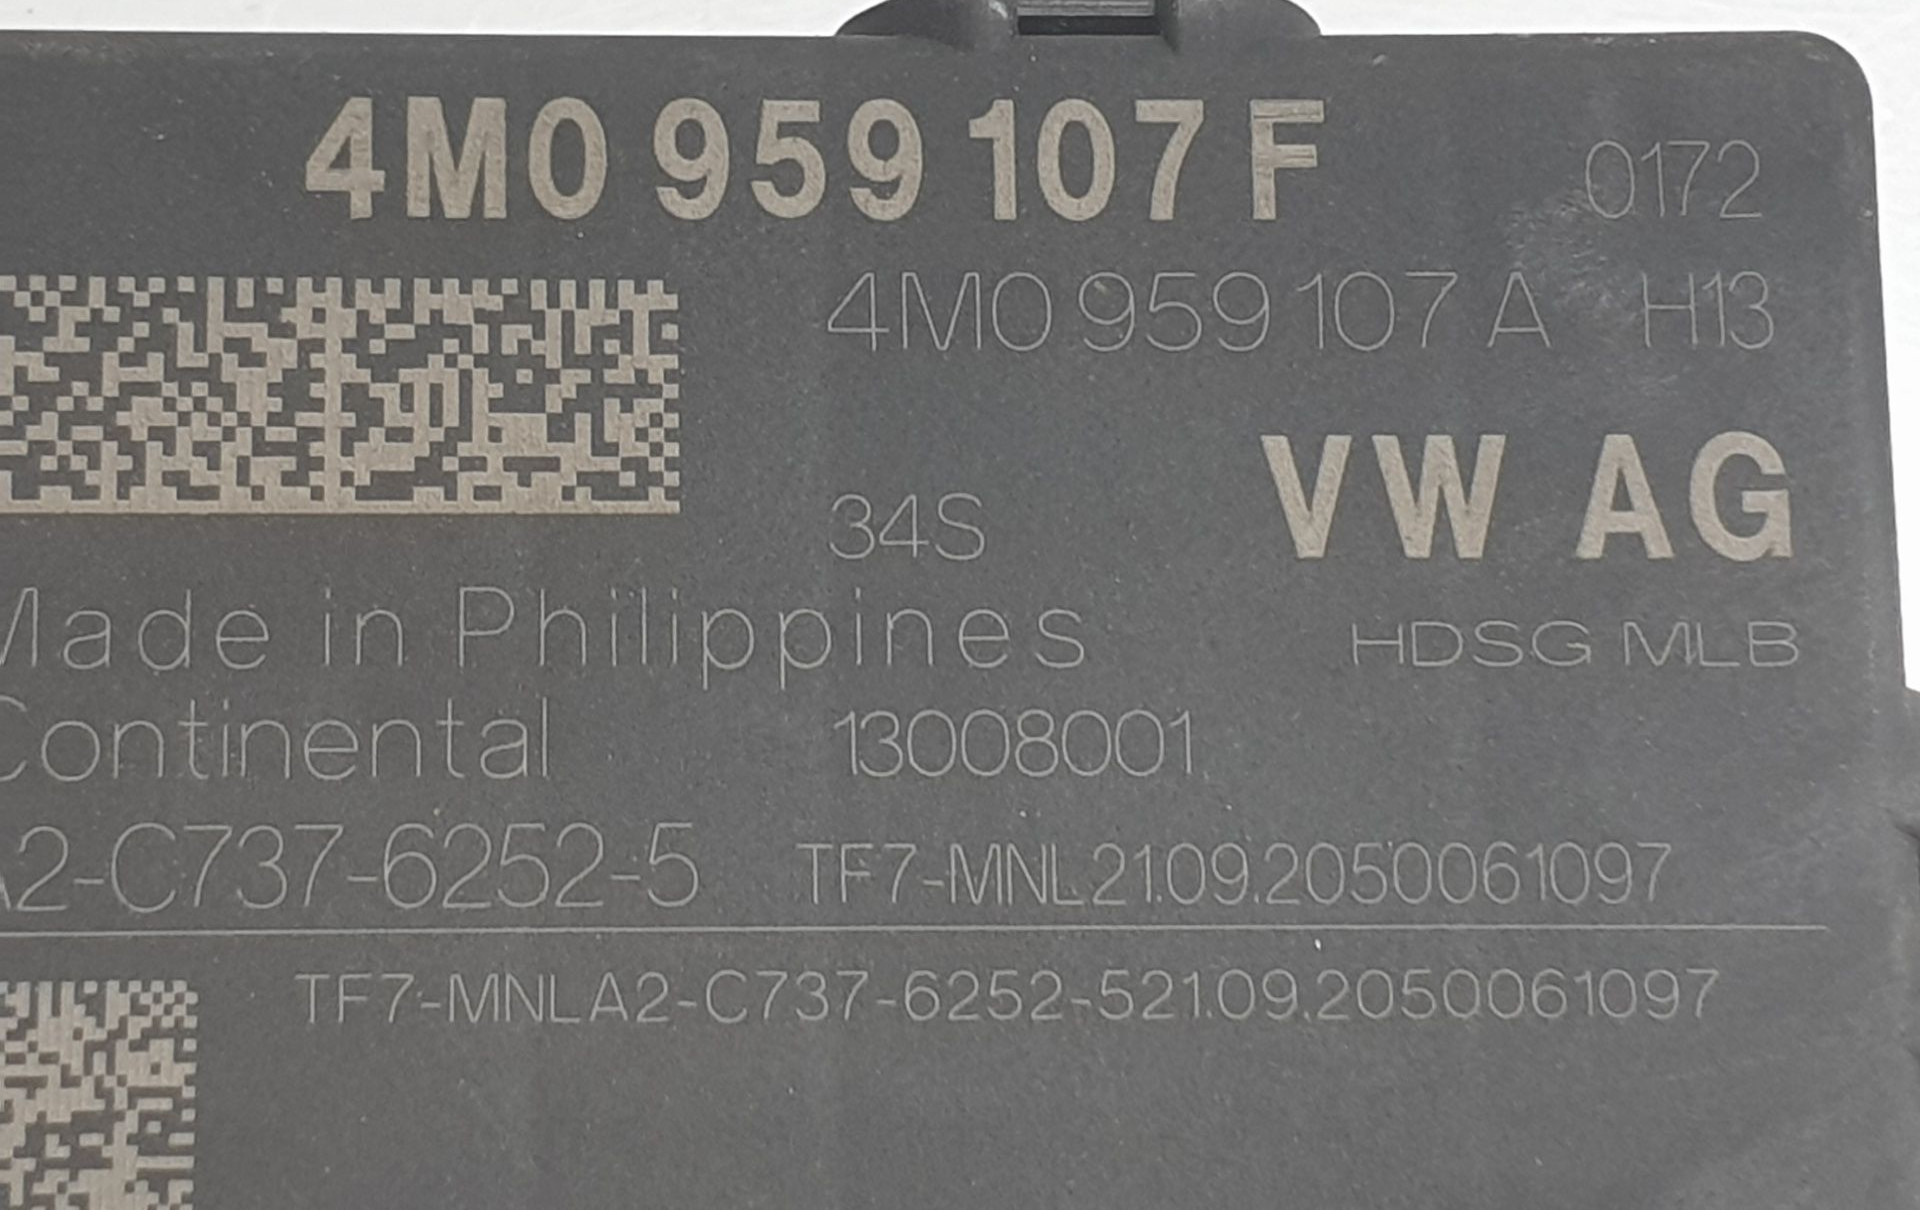 4M0 959 107 F 0172
4M0 959 107 A H13
34S VW AG
Made in Philippines HDSG MLB
Continental 13008001
A2-C737-6252-5 TF7-MNL21.09.2050061097
TF7-MNLA2-C737-6252-521.09.2050061097